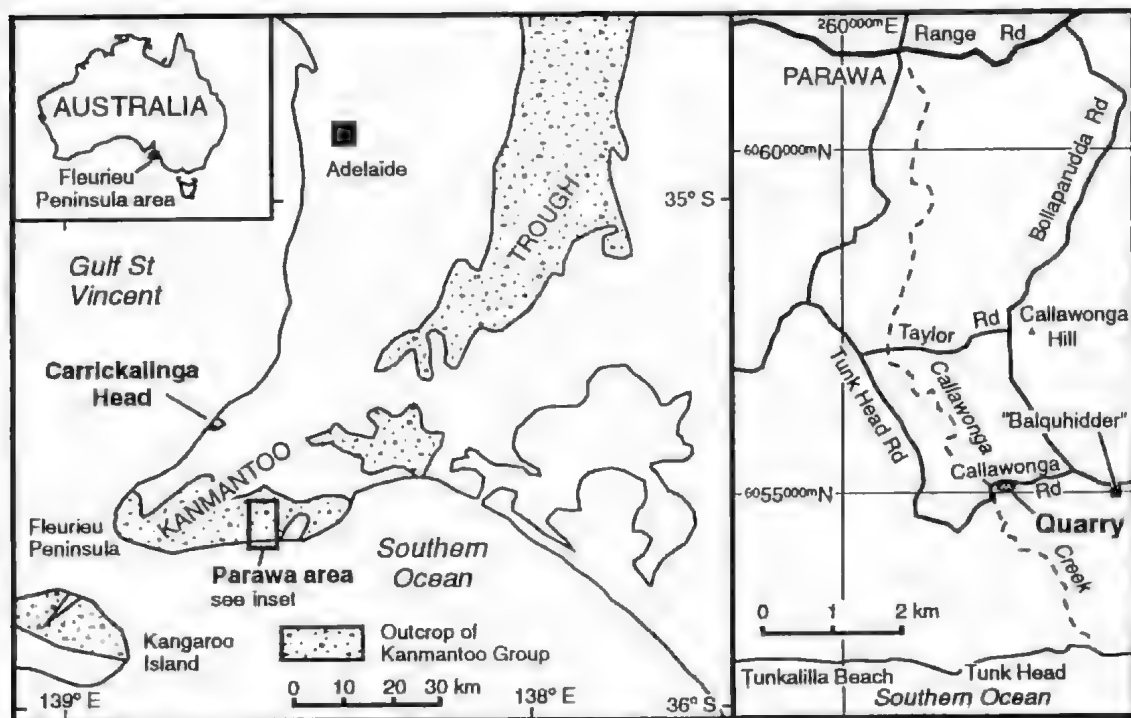 AUSTRALIA
Fleurieu
Peninsula area
Adelaide
35° S
TROUGH
Gulf St
Vincent
Carrickalinga
Head
KANMANTOO
Fleurieu
Peninsula
Parawa area
see inset
Southern
Ocean
Kangaroo
Island
Outcrop of
Kanmantoo Group
0 10 20 30 km
139° E
138° E
36° S
260000m E
Range Rd
PARAWA
6060000m N
Bollaparudda Rd
Taylor Rd
Callawonga
Hill
Tunk Head Rd
Callawonga
"Balquhidder"
Callawonga
Rd
6055000m N
Quarry
Creek
0 1 2 km
Tunkalilla Beach
Tunk Head
Southern Ocean